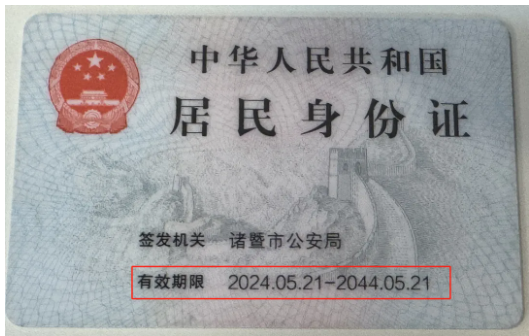 中华人民共和国
居民身份证
签发机关 诸暨市公安局
有效期限 2024.05.21-2044.05.21